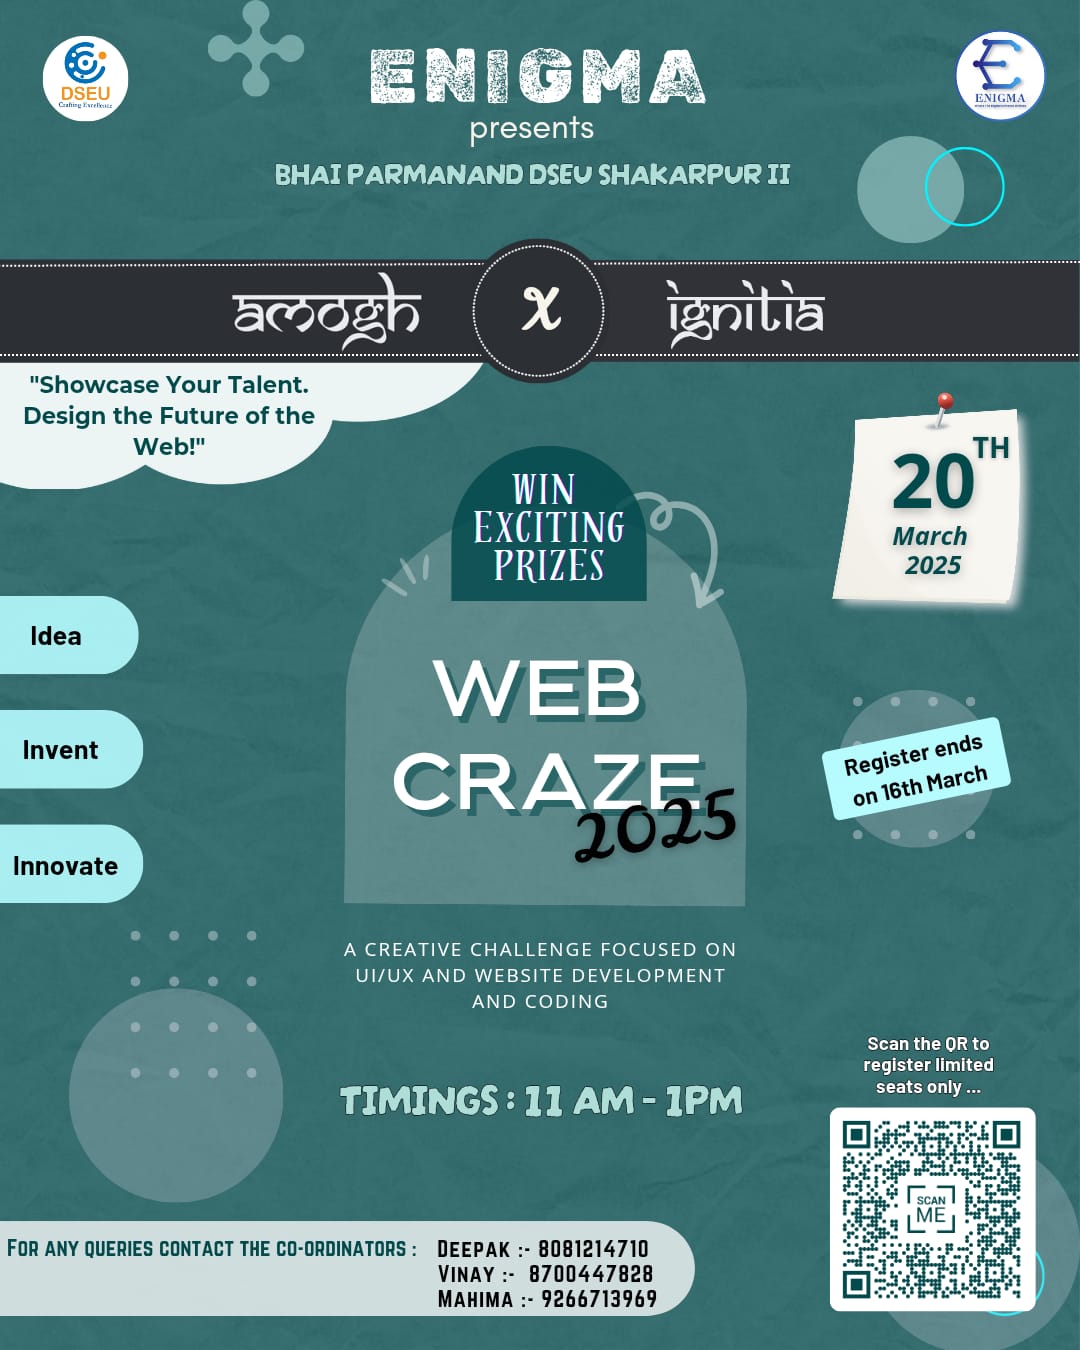 DSEU
Crafting Excellence
ENIGMA
presents
BHAI PARMANAND DSEU SHAKARPUR II
ENIGMA
amogh X ignitia
"Showcase Your Talent.
Design the Future of the
Web!"
20TH
March
2025
WIN
EXCITING
PRIZES
Idea
Invent
Innovate
WEB
CRAZE
2025
Register ends
on 16th March
A CREATIVE CHALLENGE FOCUSED ON
UI/UX AND WEBSITE DEVELOPMENT
AND CODING
TIMINGS : 11 AM - 1PM
Scan the QR to
register limited
seats only ...
SCAN
ME
FOR ANY QUERIES CONTACT THE CO-ORDINATORS :
DEEPAK :- 8081214710
VINAY :- 8700447828
MAHIMA :- 9266713969